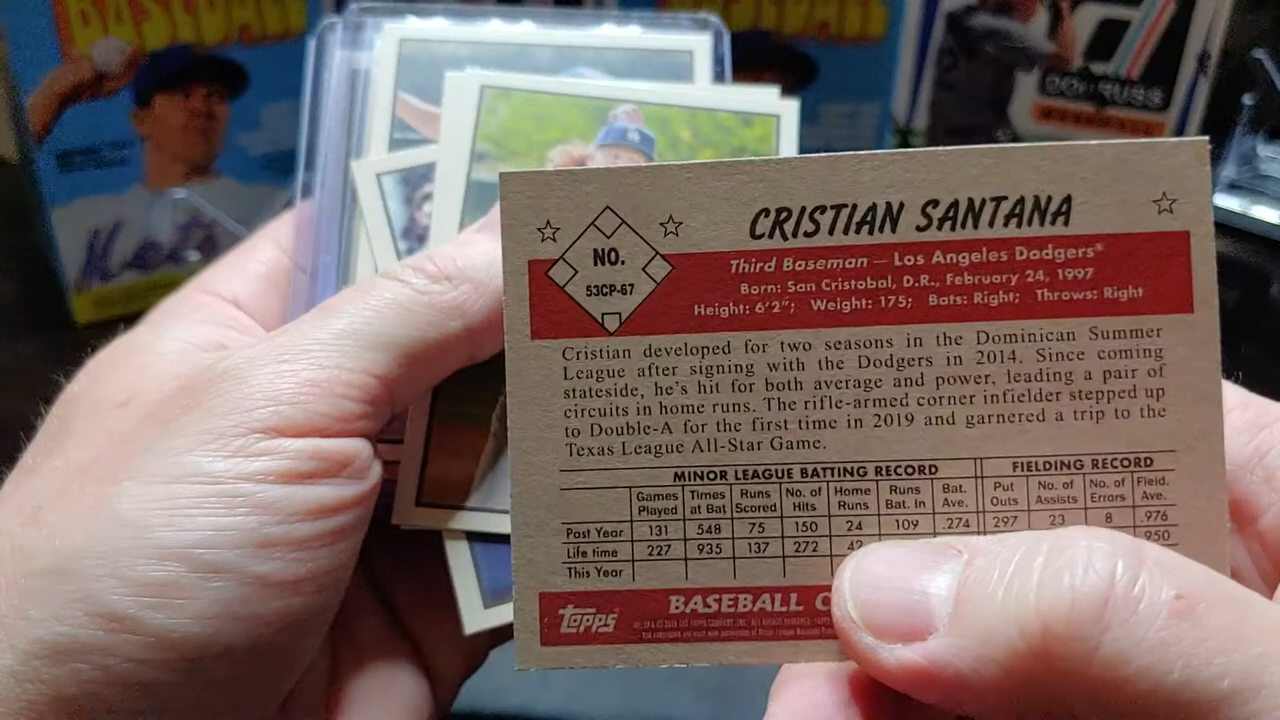 BASEBALL
BASEBALL
Mets
DONRUSS
BASEBALL
NO.
53CP-67
CRISTIAN SANTANA
Third Baseman — Los Angeles Dodgers®
Born: San Cristobal, D.R., February 24, 1997
Height: 6'2"; Weight: 175; Bats: Right; Throws: Right
Cristian developed for two seasons in the Dominican Summer
League after signing with the Dodgers in 2014. Since coming
stateside, he's hit for both average and power, leading a pair of
circuits in home runs. The rifle-armed corner infielder stepped up
to Double-A for the first time in 2019 and garnered a trip to the
Texas League All-Star Game.
MINOR LEAGUE BATTING RECORD FIELDING RECORD
Games Played Times at Bat Runs Scored No. of Hits Home Runs Runs Bat. In Bat. Ave. Put Outs No. of Assists No. of Errors Field. Ave.
Past Year 131 548 75 150 24 109 .274 297 23 8 .976
Life time 227 935 137 272 42 950
This Year
Topps BASEBALL